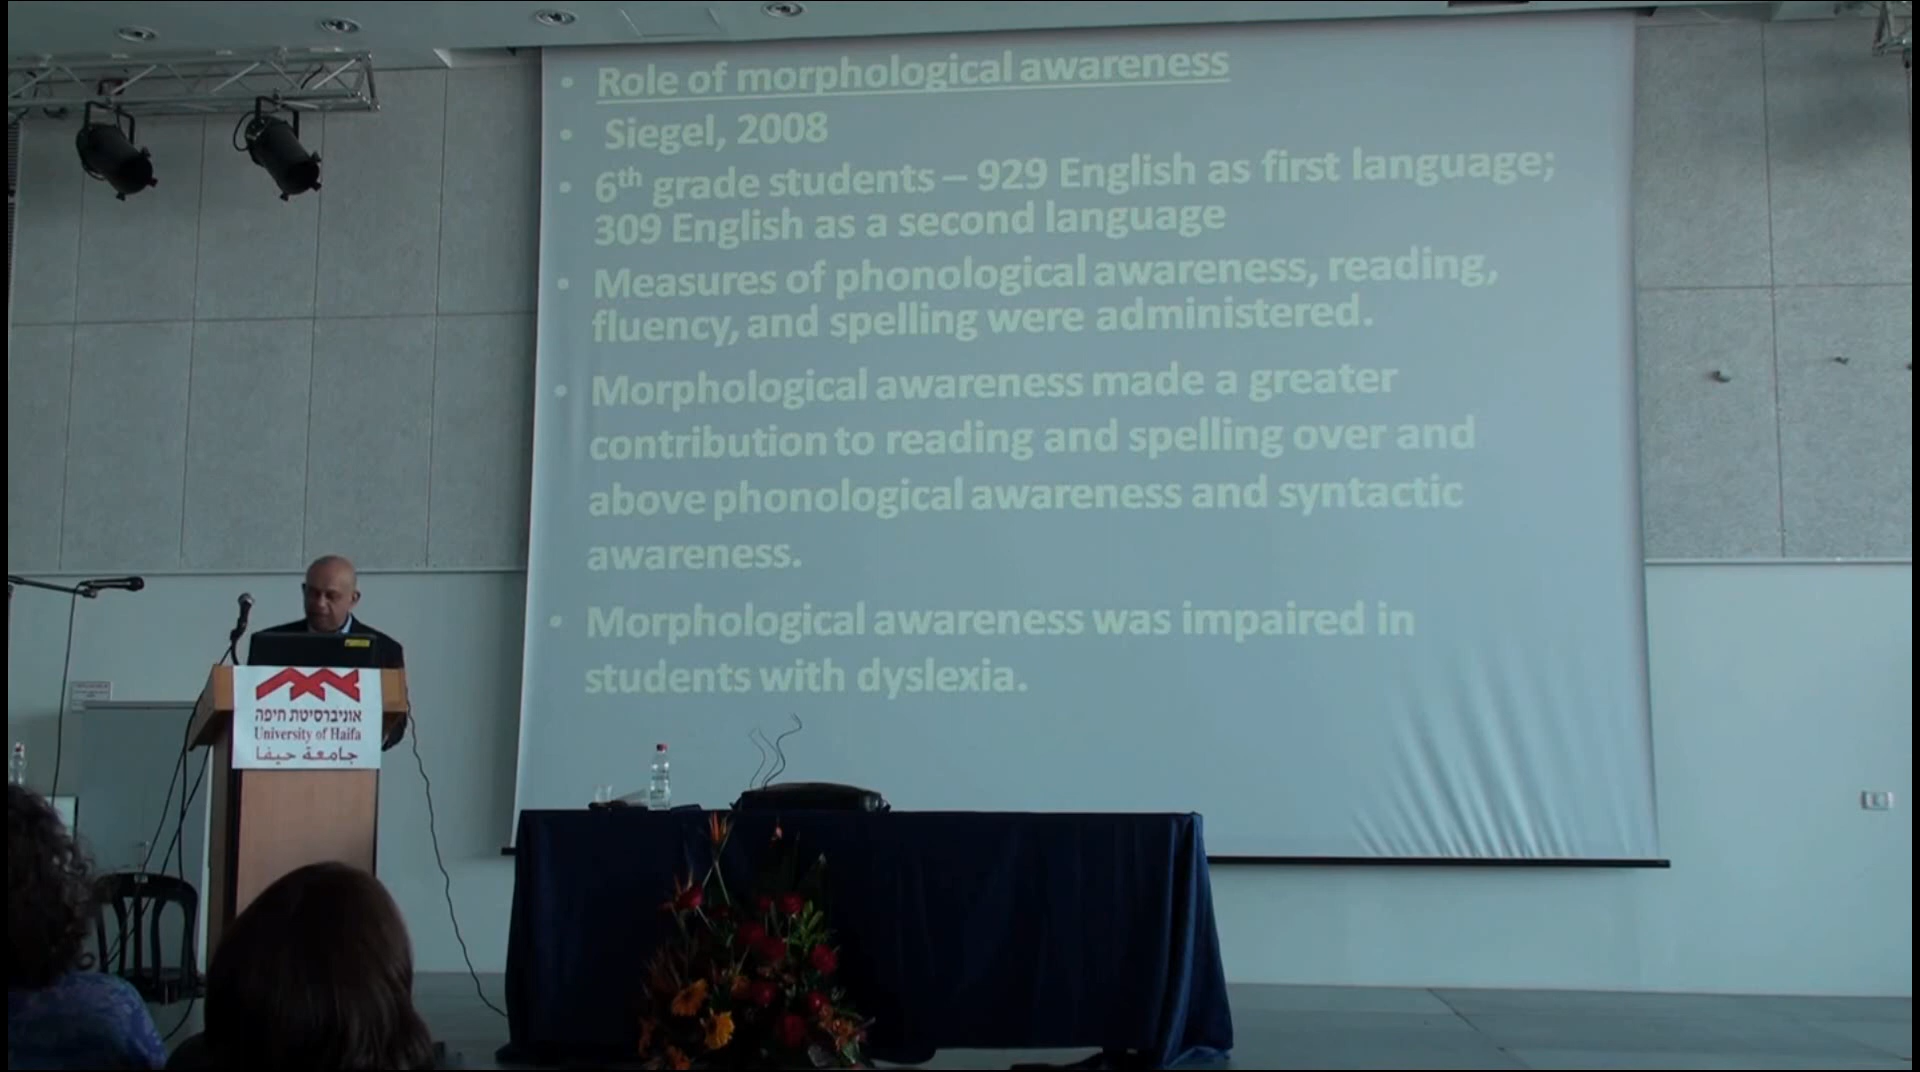 • Role of morphological awareness
• Siegel, 2008
• 6th grade students – 929 English as first language;
309 English as a second language
• Measures of phonological awareness, reading,
fluency, and spelling were administered.
• Morphological awareness made a greater
contribution to reading and spelling over and
above phonological awareness and syntactic
awareness.
• Morphological awareness was impaired in
students with dyslexia.
אוניברסיטת חיפה
University of Haifa
جامعة حيفا